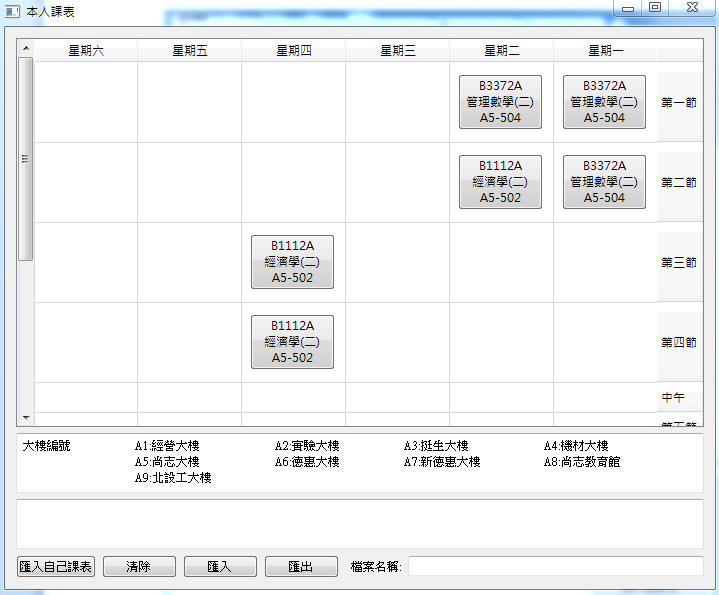 本人課表
星期六 星期五 星期四 星期三 星期二 星期一
B3372A
管理數學(二)
A5-504
B3372A
管理數學(二)
A5-504
第一節
B1112A
經濟學(二)
A5-502
B3372A
管理數學(二)
A5-504
第二節
B1112A
經濟學(二)
A5-502
第三節
B1112A
經濟學(二)
A5-502
第四節
中午
大樓編號 A1:經營大樓 A2:實驗大樓 A3:挺生大樓 A4:機材大樓
A5:尚志大樓 A6:德惠大樓 A7:新德惠大樓 A8:尚志教育館
A9:北設工大樓
匯入自己課表 清除 匯入 匯出 檔案名稱: